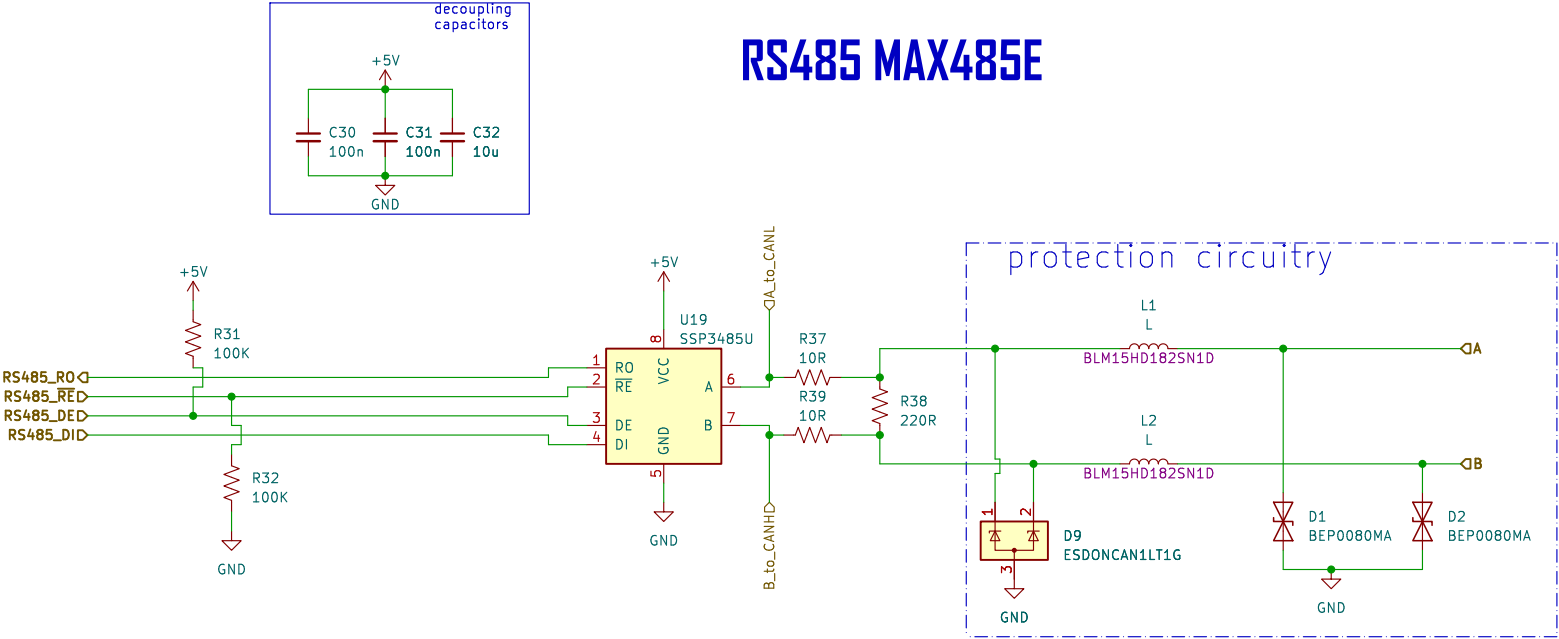 decoupling
capacitors
RS485 MAX485E
+5V
C30
100n
C31
100n
C32
10u
GND
protection circuitry
+5V
R31
100K
+5V
U19
SSP3485U
A_to_CANL
R37
10R
L1
L
BLM15HD182SN1D
A
RS485_RO
RS485_RE
RS485_DE
RS485_DI
1
2
3
4
RO
RE
DE
DI
8
VCC
GND
5
A
B
6
7
R39
10R
R38
220R
L2
L
BLM15HD182SN1D
B
R32
100K
GND
GND
B_to_CANH
1
2
3
D9
ESDONCAN1LT1G
GND
D1
BEP0080MA
D2
BEP0080MA
GND